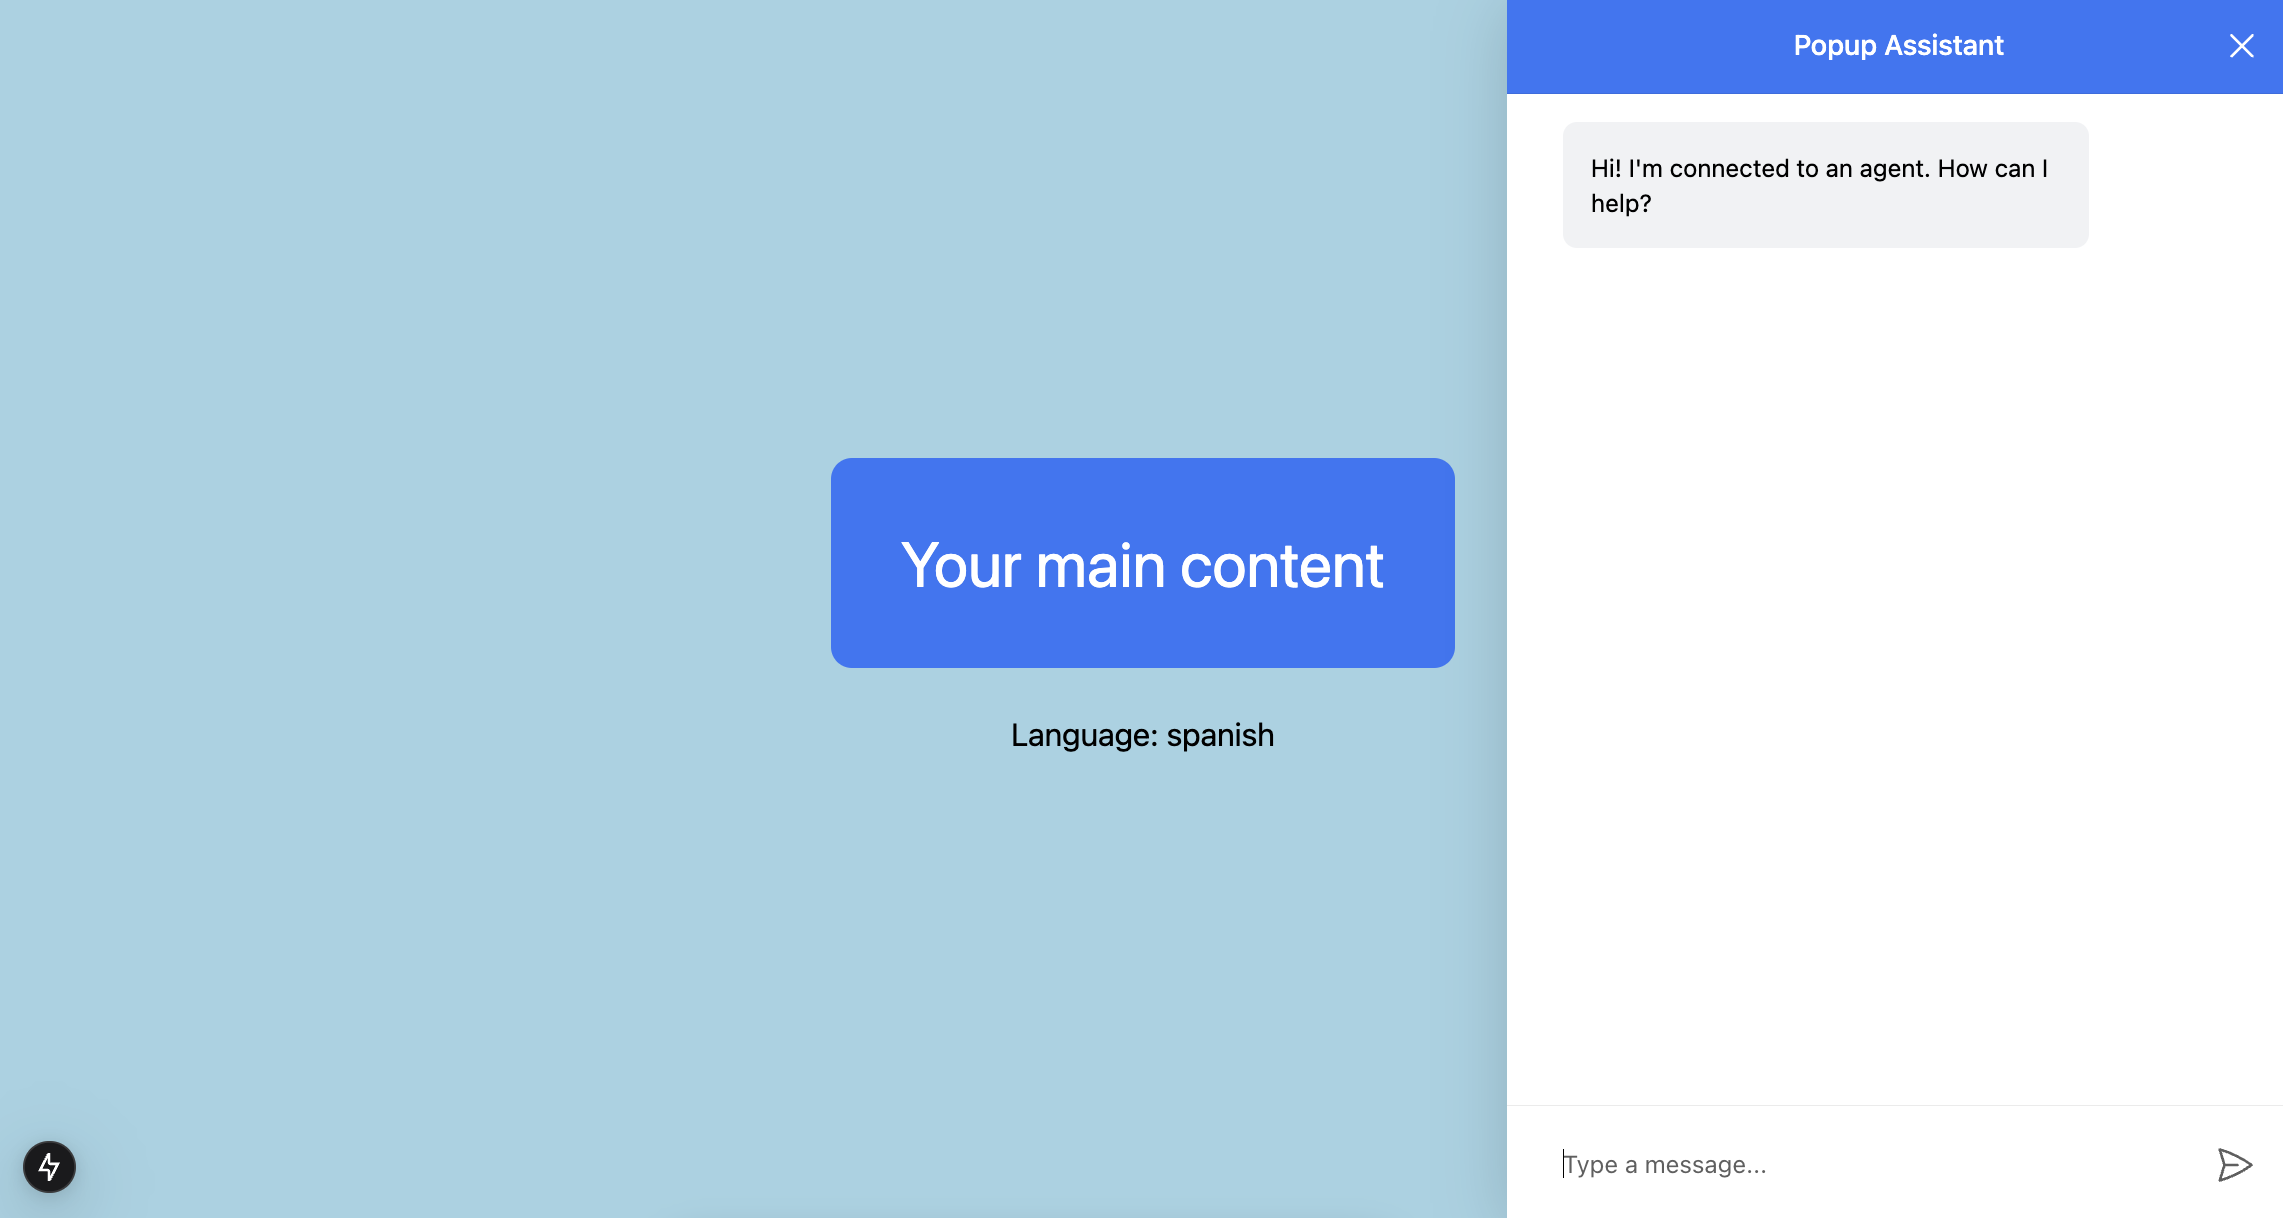 Popup Assistant
Hi! I'm connected to an agent. How can I
help?
Your main content
Language: spanish
Type a message...